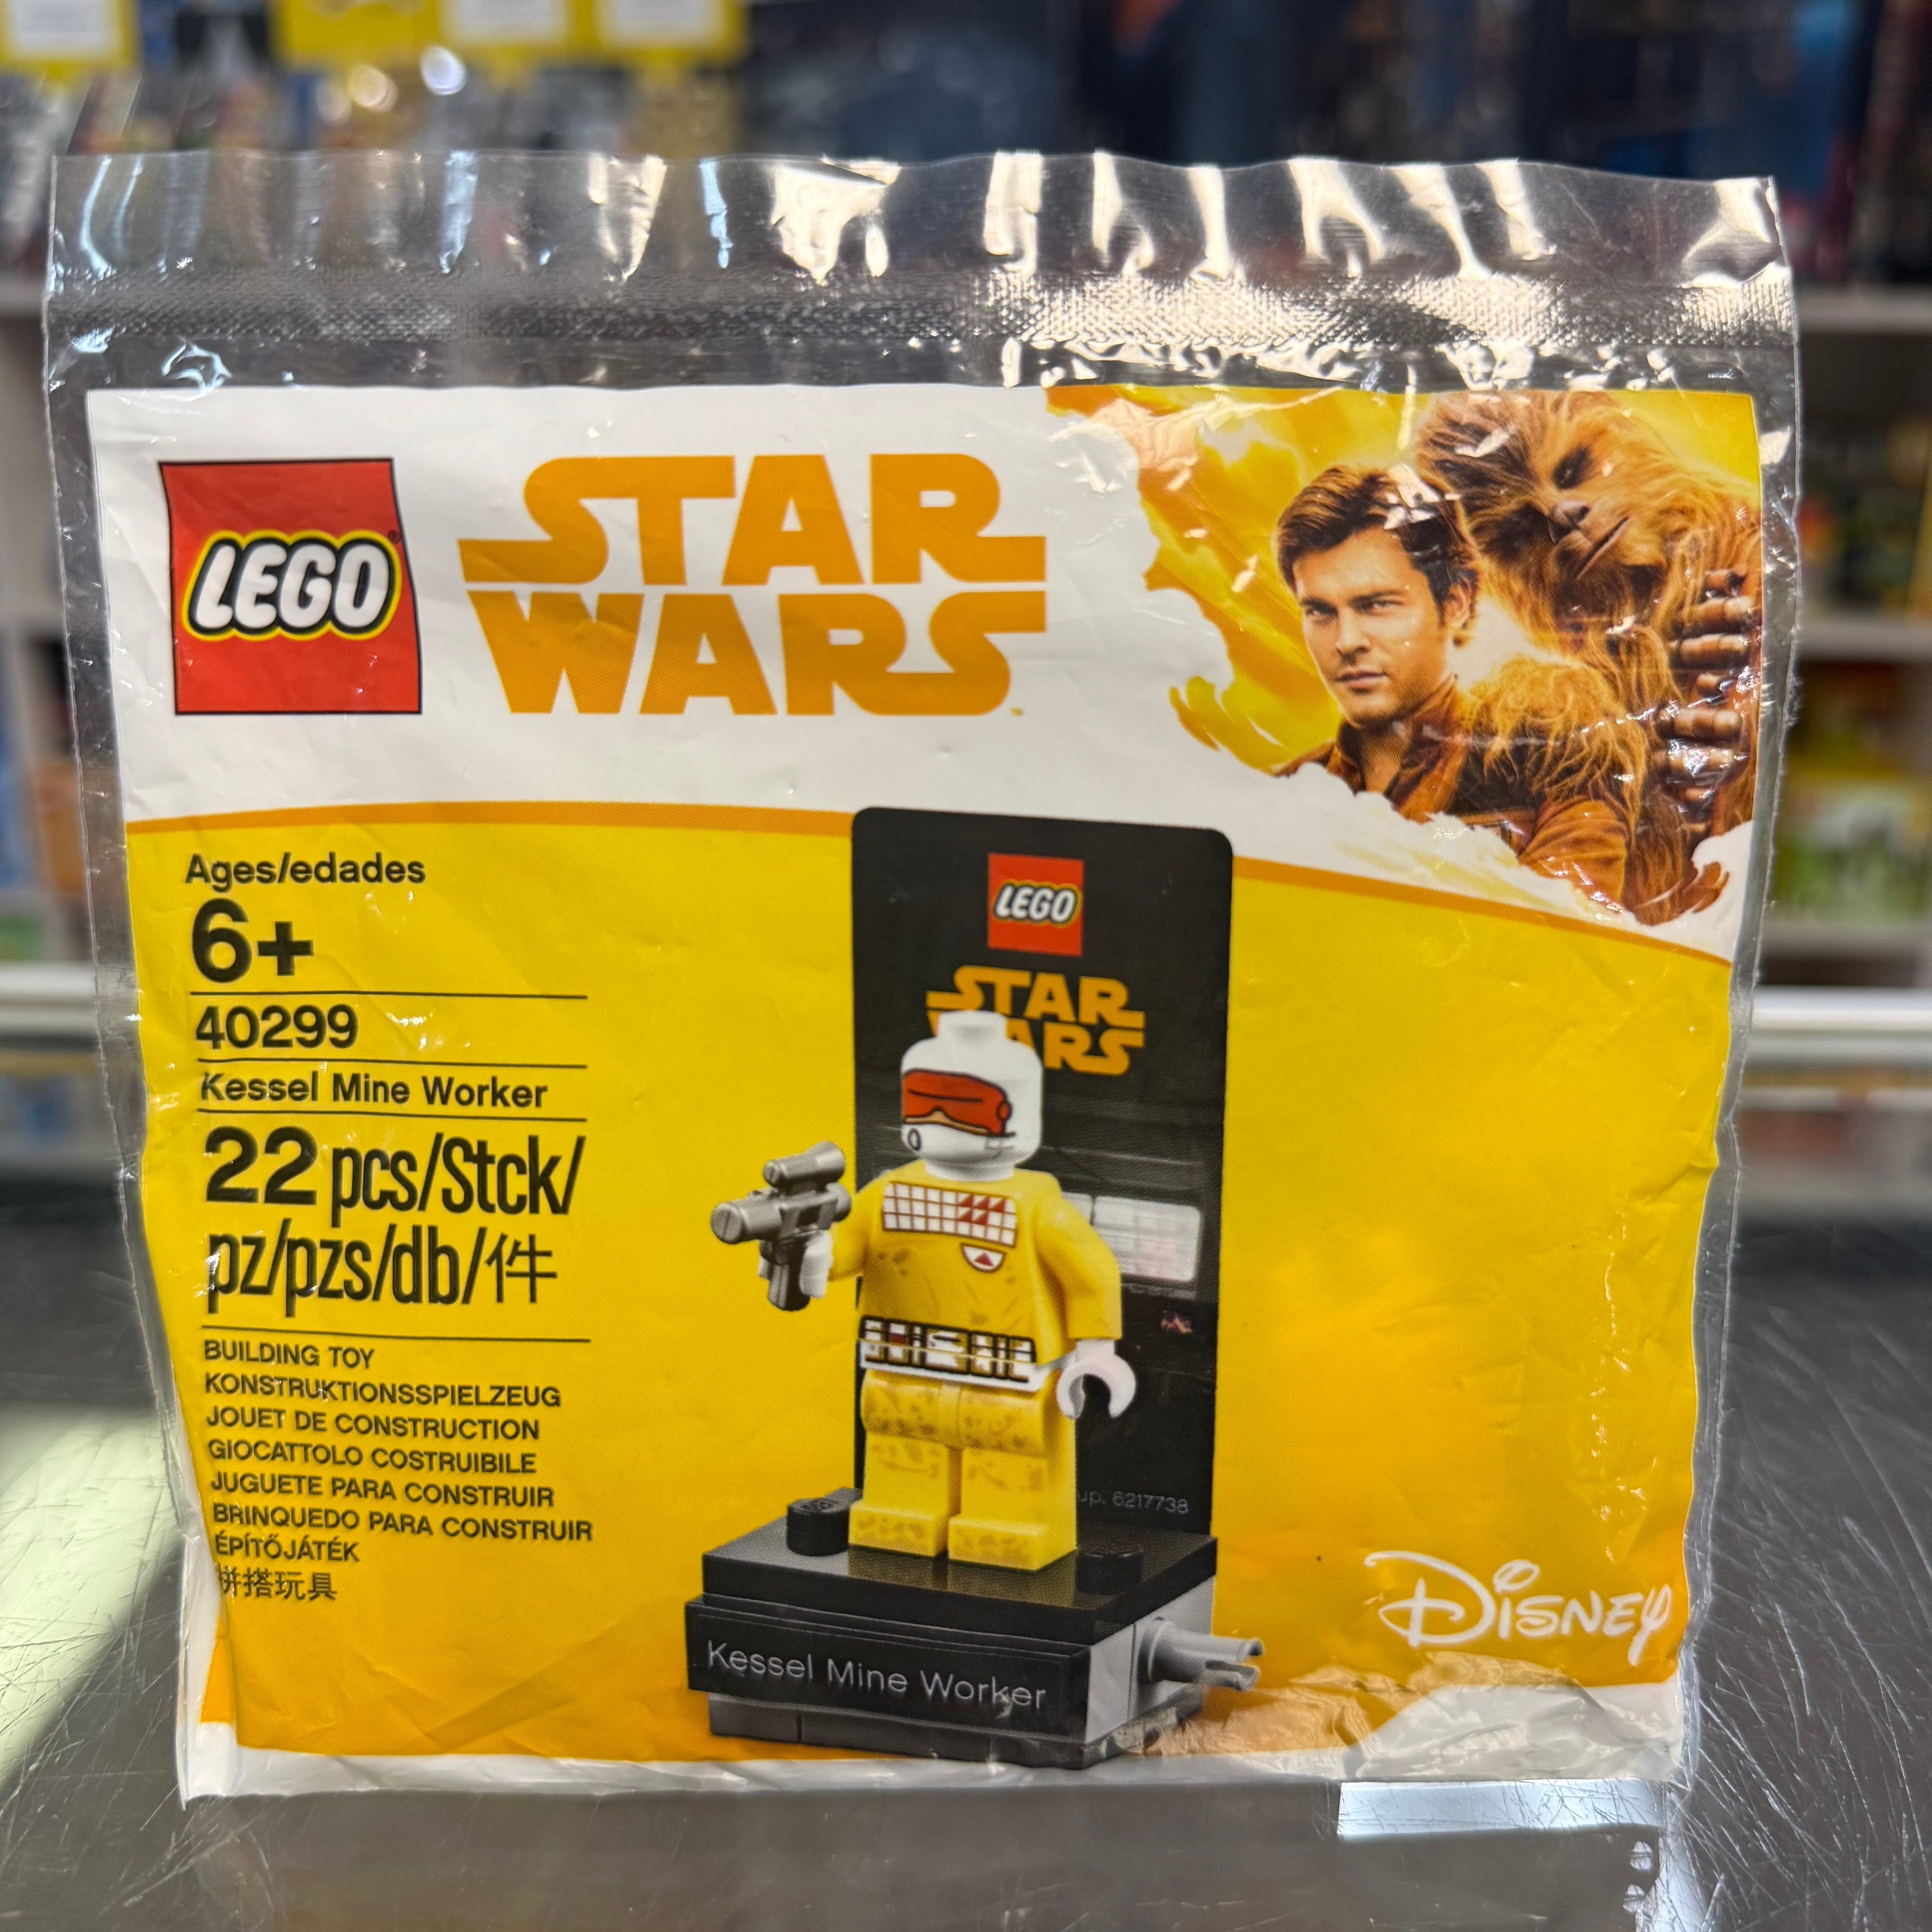 LEGO®
STAR
WARS™
Ages/edades
6+
40299
Kessel Mine Worker
22 pcs/Stck/
pz/pzs/db/件
BUILDING TOY
KONSTRUKTIONSSPIELZEUG
JOUET DE CONSTRUCTION
GIOCATTOLO COSTRUIBILE
JUGUETE PARA CONSTRUIR
BRINQUEDO PARA CONSTRUIR
ÉPÍTŐJÁTÉK
拼搭玩具
LEGO
STAR
WARS
up. 6217738
Kessel Mine Worker
DISNEY